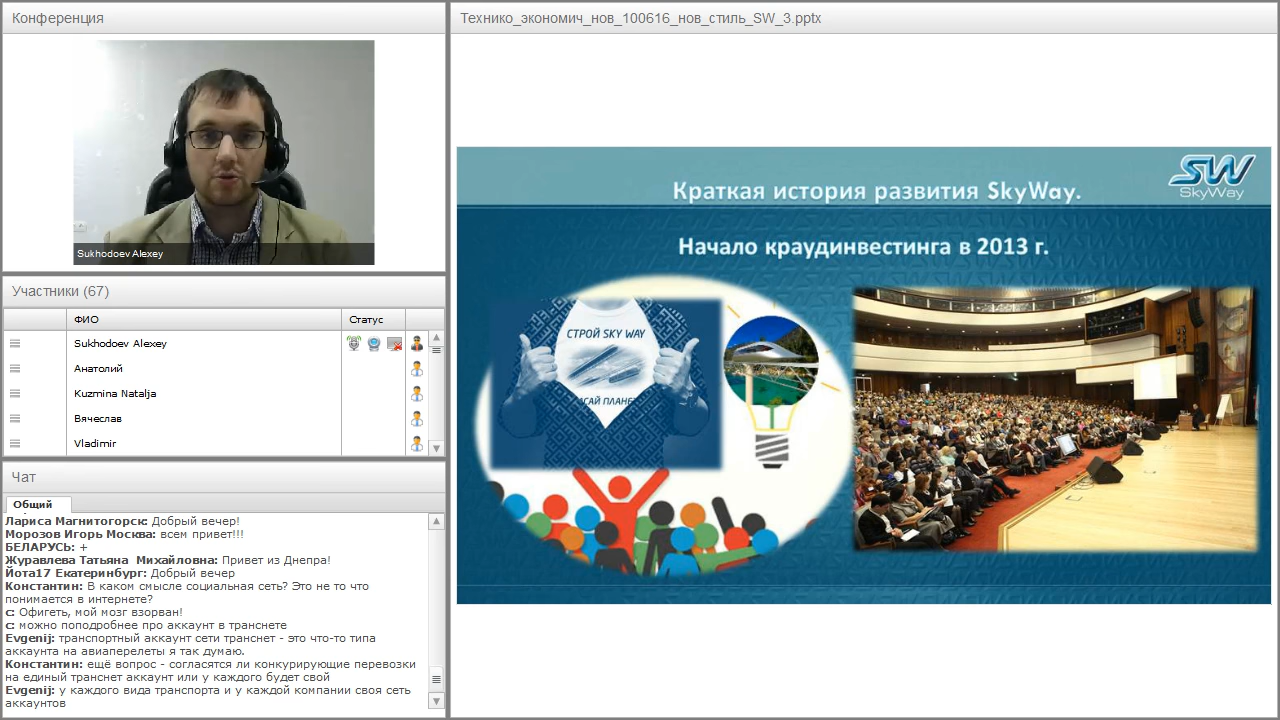 Конференция
Sukhodoev Alexey
Участники (67)
ФИО
Статус
Sukhodoev Alexey
Анатолий
Kuzmina Natalja
Вячеслав
Vladimir
Чат
Общий
Лариса Магнитогорск: Добрый вечер!
Морозов Игорь Москва: всем привет!!!
БЕЛАРУСЬ: +
Журавлева Татьяна Михайловна: Привет из Днепра!
Йота17 Екатеринбург: Добрый вечер
Константин: В каком смысле социальная сеть? Это не то что
понимается в интернете?
с: Офигеть, мой мозг взорван!
с: можно поподробнее про аккаунт в транснете
Evgenij: транспортный аккаунт сети транснет - это что-то типа
аккаунта на авиаперелеты я так думаю.
Константин: ещё вопрос - согласятся ли конкурирующие перевозки
на единый транснет аккаунт или у каждого будет свой
Evgenij: у каждого вида транспорта и у каждой компании своя сеть
аккаунтов
Технико_экономич_нов_100616_нов_стиль_SW_3.pptx
SW
SkyWay
Краткая история развития SkyWay.
Начало краудинвестинга в 2013 г.
СТРОЙ SKY WAY
ПАСАЙ ПЛАНЕ